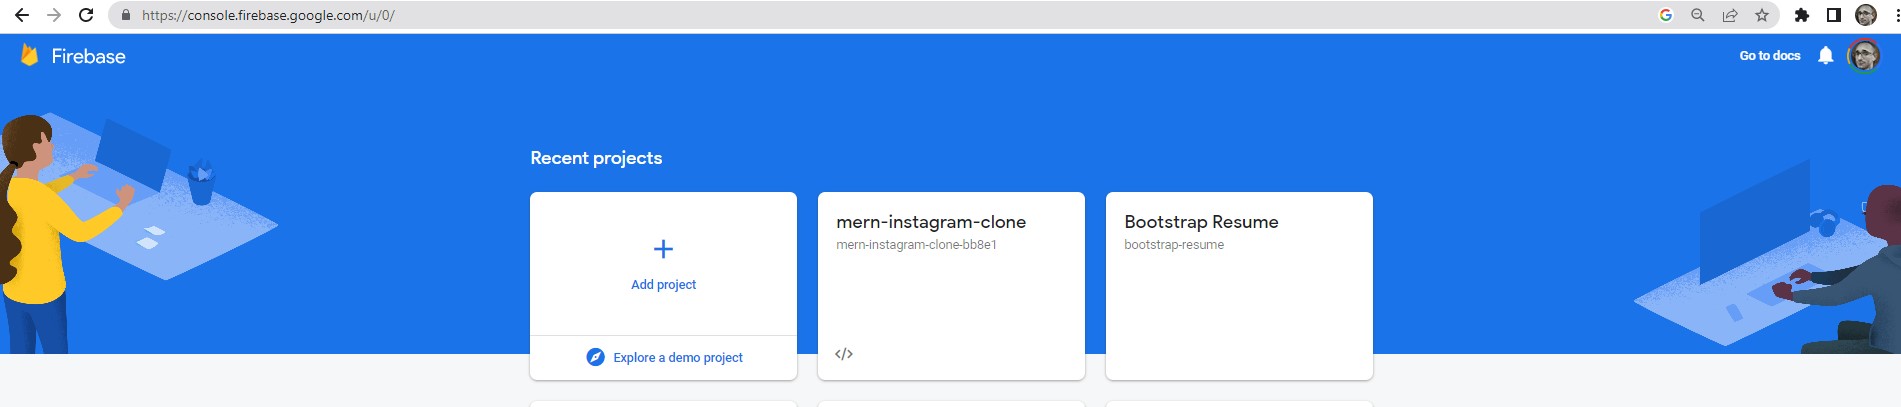 https://console.firebase.google.com/u/0/
Firebase
Go to docs
Recent projects
Add project
Explore a demo project
mern-instagram-clone
mern-instagram-clone-bb8e1
</>
Bootstrap Resume
bootstrap-resume